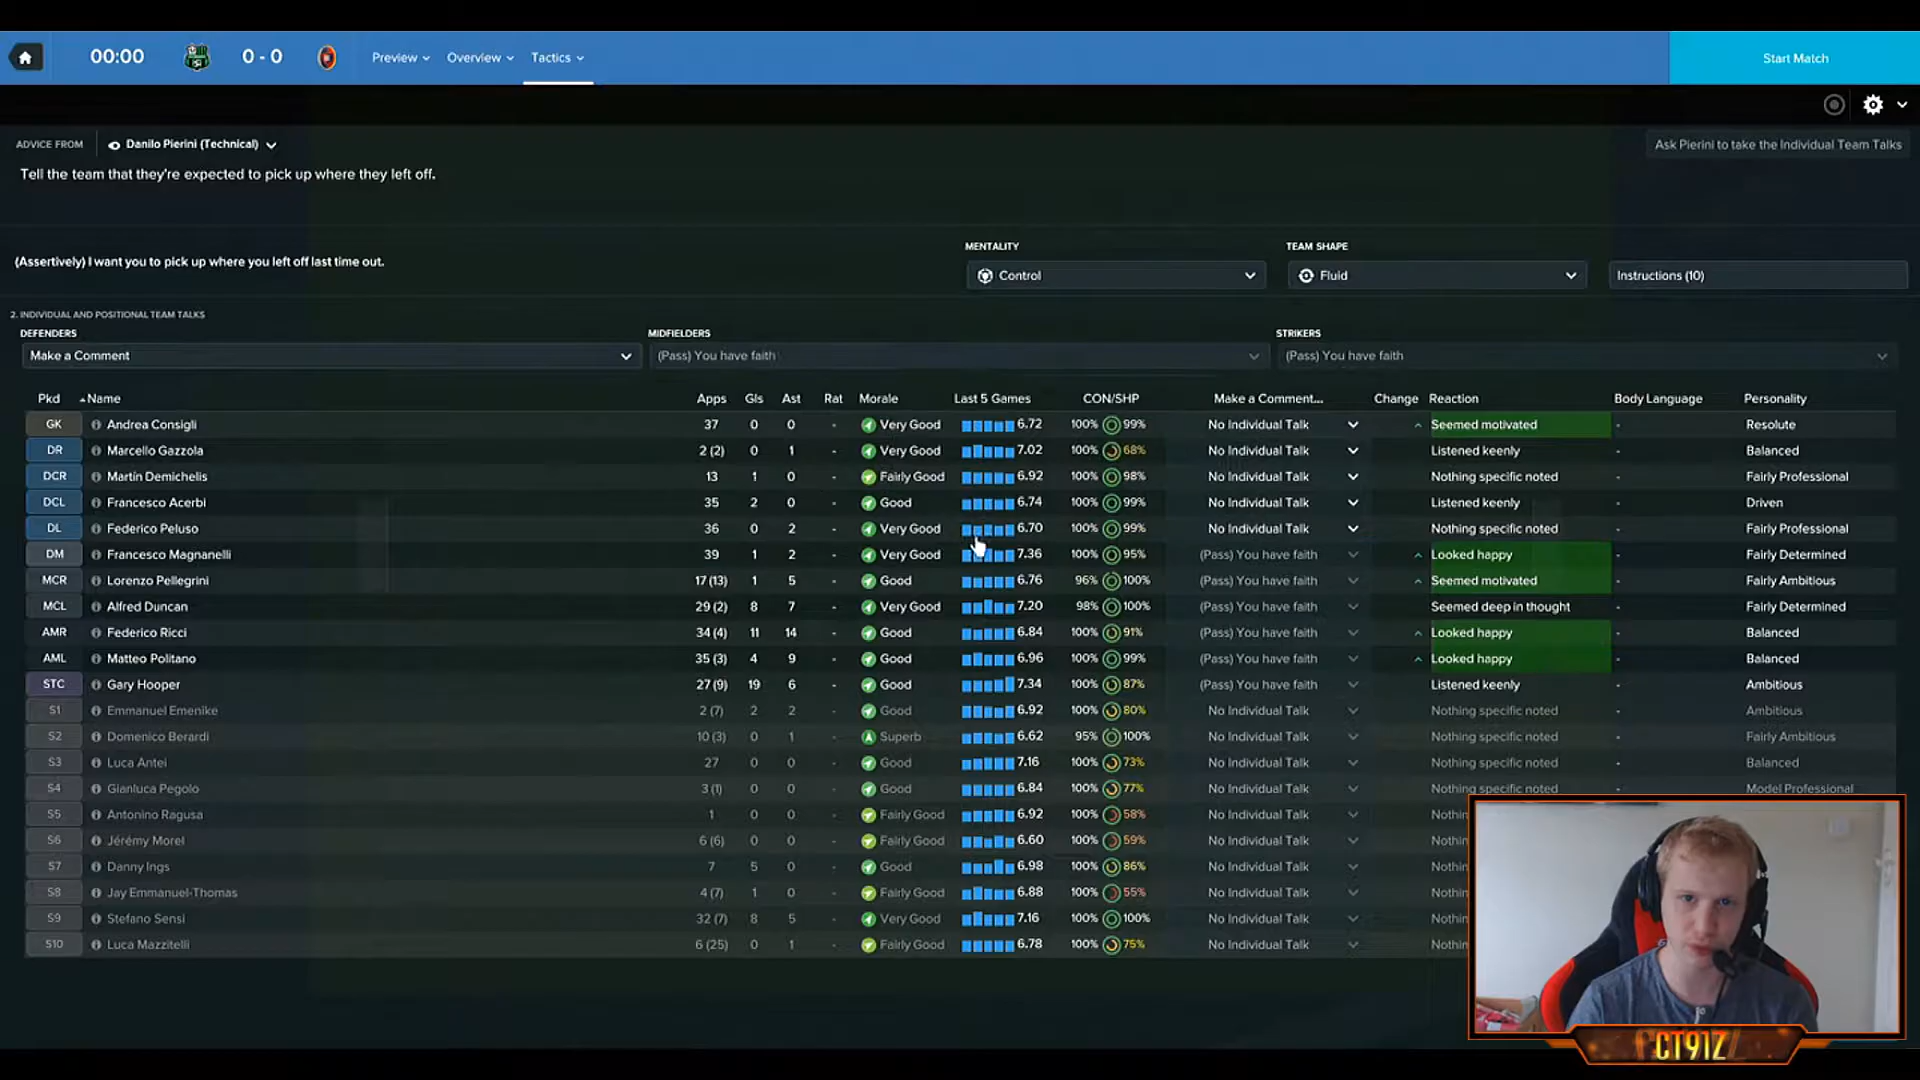 00:00 0 - 0 Preview Overview Tactics Start Match
ADVICE FROM Danilo Pierini (Technical) Ask Pierini to take the Individual Team Talks
Tell the team that they're expected to pick up where they left off.
MENTALITY TEAM SHAPE
(Assertively) I want you to pick up where you left off last time out. Control Fluid Instructions (10)
2. INDIVIDUAL AND POSITIONAL TEAM TALKS
DEFENDERS MIDFIELDERS STRIKERS
Make a Comment (Pass) You have faith (Pass) You have faith
Pkd Name Apps Gls Ast Rat Morale Last 5 Games CON/SHP Make a Comment... Change Reaction Body Language Personality
GK Andrea Consigli 37 0 0 - Very Good 6.72 100% 99% No Individual Talk Seemed motivated - Resolute
DR Marcello Gazzola 2 (2) 0 1 - Very Good 7.02 100% 68% No Individual Talk Listened keenly - Balanced
DCR Martín Demichelis 13 1 0 - Fairly Good 6.92 100% 98% No Individual Talk Nothing specific noted - Fairly Professional
DCL Francesco Acerbi 35 2 0 - Good 6.74 100% 99% No Individual Talk Listened keenly - Driven
DL Federico Peluso 36 0 2 - Very Good 6.70 100% 99% No Individual Talk Nothing specific noted - Fairly Professional
DM Francesco Magnanelli 39 1 2 - Very Good 7.36 100% 95% (Pass) You have faith Looked happy - Fairly Determined
MCR Lorenzo Pellegrini 17 (13) 1 5 - Good 6.76 96% 100% (Pass) You have faith Seemed motivated - Fairly Ambitious
MCL Alfred Duncan 29 (2) 8 7 - Very Good 7.20 98% 100% (Pass) You have faith Seemed deep in thought - Fairly Determined
AMR Federico Ricci 34 (4) 11 14 - Good 6.84 100% 91% (Pass) You have faith Looked happy - Balanced
AML Matteo Politano 35 (3) 4 9 - Good 6.96 100% 99% (Pass) You have faith Looked happy - Balanced
STC Gary Hooper 27 (9) 19 6 - Good 7.34 100% 87% (Pass) You have faith Listened keenly - Ambitious
S1 Emmanuel Emenike 2 (7) 2 2 - Good 6.92 100% 80% No Individual Talk Nothing specific noted - Ambitious
S2 Domenico Berardi 10 (3) 0 1 - Superb 6.62 95% 100% No Individual Talk Nothing specific noted - Fairly Ambitious
S3 Luca Antei 27 0 0 - Good 7.16 100% 73% No Individual Talk Nothing specific noted - Balanced
S4 Gianluca Pegolo 3 (1) 0 0 - Good 6.84 100% 77% No Individual Talk Nothing specific noted - Model Professional
S5 Antonino Ragusa 1 0 0 - Fairly Good 6.92 100% 58% No Individual Talk Nothin
S6 Jérémy Morel 6 (6) 0 0 - Fairly Good 6.60 100% 59% No Individual Talk Nothin
S7 Danny Ings 7 5 0 - Good 6.98 100% 86% No Individual Talk Nothin
S8 Jay Emmanuel-Thomas 4 (7) 1 0 - Fairly Good 6.88 100% 55% No Individual Talk Nothin
S9 Stefano Sensi 32 (7) 8 5 - Very Good 7.16 100% 100% No Individual Talk Nothin
S10 Luca Mazzitelli 6 (25) 0 1 - Fairly Good 6.78 100% 75% No Individual Talk Nothin
CT91Z